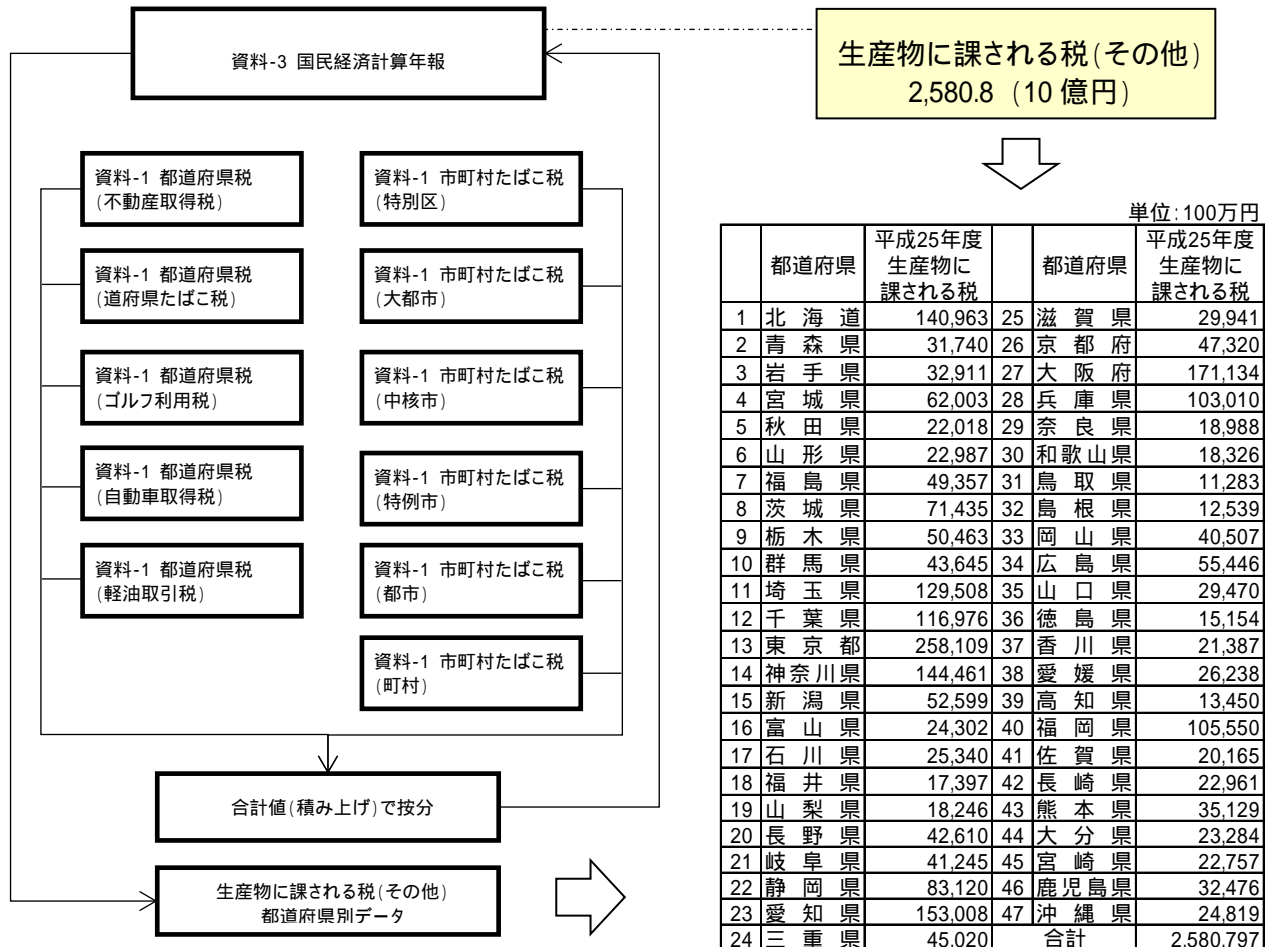 資料-3 国民経済計算年報
生産物に課される税(その他)
2,580.8 (10億円)
資料-1 都道府県税
(不動産取得税)
資料-1 市町村たばこ税
(特別区)
資料-1 都道府県税
(道府県たばこ税)
資料-1 市町村たばこ税
(大都市)
資料-1 都道府県税
(ゴルフ利用税)
資料-1 市町村たばこ税
(中核市)
資料-1 都道府県税
(自動車取得税)
資料-1 市町村たばこ税
(特例市)
資料-1 都道府県税
(軽油取引税)
資料-1 市町村たばこ税
(都市)
資料-1 市町村たばこ税
(町村)
合計値(積み上げ)で按分
生産物に課される税(その他)
都道府県別データ
単位:100万円
都道府県 平成25年度 生産物に 課される税 都道府県 平成25年度 生産物に 課される税
1 北海道 140,963 25 滋賀県 29,941
2 青森県 31,740 26 京都府 47,320
3 岩手県 32,911 27 大阪府 171,134
4 宮城県 62,003 28 兵庫県 103,010
5 秋田県 22,018 29 奈良県 18,988
6 山形県 22,987 30 和歌山県 18,326
7 福島県 49,357 31 鳥取県 11,283
8 茨城県 71,435 32 島根県 12,539
9 栃木県 50,463 33 岡山県 40,507
10 群馬県 43,645 34 広島県 55,446
11 埼玉県 129,508 35 山口県 29,470
12 千葉県 116,976 36 徳島県 15,154
13 東京都 258,109 37 香川県 21,387
14 神奈川県 144,461 38 愛媛県 26,238
15 新潟県 52,599 39 高知県 13,450
16 富山県 24,302 40 福岡県 105,550
17 石川県 25,340 41 佐賀県 20,165
18 福井県 17,397 42 長崎県 22,961
19 山梨県 18,246 43 熊本県 35,129
20 長野県 42,610 44 大分県 23,284
21 岐阜県 41,245 45 宮崎県 22,757
22 静岡県 83,120 46 鹿児島県 32,476
23 愛知県 153,008 47 沖縄県 24,819
24 三重県 45,020 合計 2,580,797